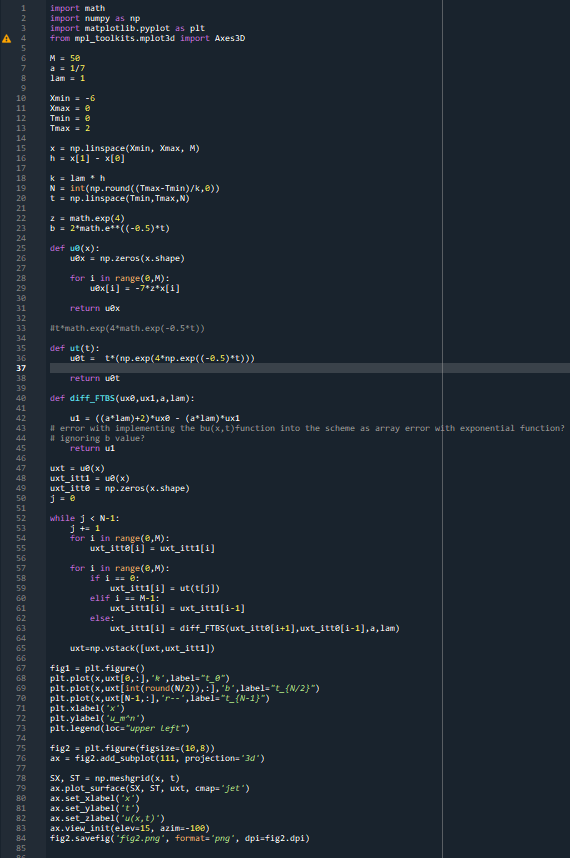 1 import math
2 import numpy as np
3 import matplotlib.pyplot as plt
4 from mpl_toolkits.mplot3d import Axes3D
5
6 M = 50
7 a = 1/7
8 lam = 1
9
10 Xmin = -6
11 Xmax = 0
12 Tmin = 0
13 Tmax = 2
14
15 x = np.linspace(Xmin, Xmax, M)
16 h = x[1] - x[0]
17
18 k = lam * h
19 N = int(np.round((Tmax-Tmin)/k,0))
20 t = np.linspace(Tmin,Tmax,N)
21
22 z = math.exp(4)
23 b = 2*math.e**((-0.5)*t)
24
25 def u0(x):
26 u0x = np.zeros(x.shape)
27
28 for i in range(0,M):
29 u0x[i] = -7*z*x[i]
30
31 return u0x
32
33 #t*math.exp(4*math.exp(-0.5*t))
34
35 def ut(t):
36 u0t = t*(np.exp(4*np.exp((-0.5)*t)))
37
38 return u0t
39
40 def diff_FTBS(ux0,ux1,a,lam):
41
42 u1 = ((a*lam)+2)*ux0 - (a*lam)*ux1
43 # error with implementing the bu(x,t)function into the scheme as array error with exponential function?
44 # ignoring b value?
45 return u1
46
47 uxt = u0(x)
48 uxt_itt1 = u0(x)
49 uxt_itt0 = np.zeros(x.shape)
50 j = 0
51
52 while j < N-1:
53 j += 1
54 for i in range(0,M):
55 uxt_itt0[i] = uxt_itt1[i]
56
57 for i in range(0,M):
58 if i == 0:
59 uxt_itt1[i] = ut(t[j])
60 elif i == M-1:
61 uxt_itt1[i] = uxt_itt1[i-1]
62 else:
63 uxt_itt1[i] = diff_FTBS(uxt_itt0[i+1],uxt_itt0[i-1],a,lam)
64
65 uxt=np.vstack([uxt,uxt_itt1])
66
67 fig1 = plt.figure()
68 plt.plot(x,uxt[0,:],'k',label="t_0")
69 plt.plot(x,uxt[int(round(N/2)),:],'b',label="t_{N/2}")
70 plt.plot(x,uxt[N-1,:],'r--',label="t_{N-1}")
71 plt.xlabel('x')
72 plt.ylabel('u_m^n')
73 plt.legend(loc="upper left")
74
75 fig2 = plt.figure(figsize=(10,8))
76 ax = fig2.add_subplot(111, projection='3d')
77
78 SX, ST = np.meshgrid(x, t)
79 ax.plot_surface(SX, ST, uxt, cmap='jet')
80 ax.set_xlabel('x')
81 ax.set_ylabel('t')
82 ax.set_zlabel('u(x,t)')
83 ax.view_init(elev=15, azim=-100)
84 fig2.savefig('fig2.png', format='png', dpi=fig2.dpi)
85
86